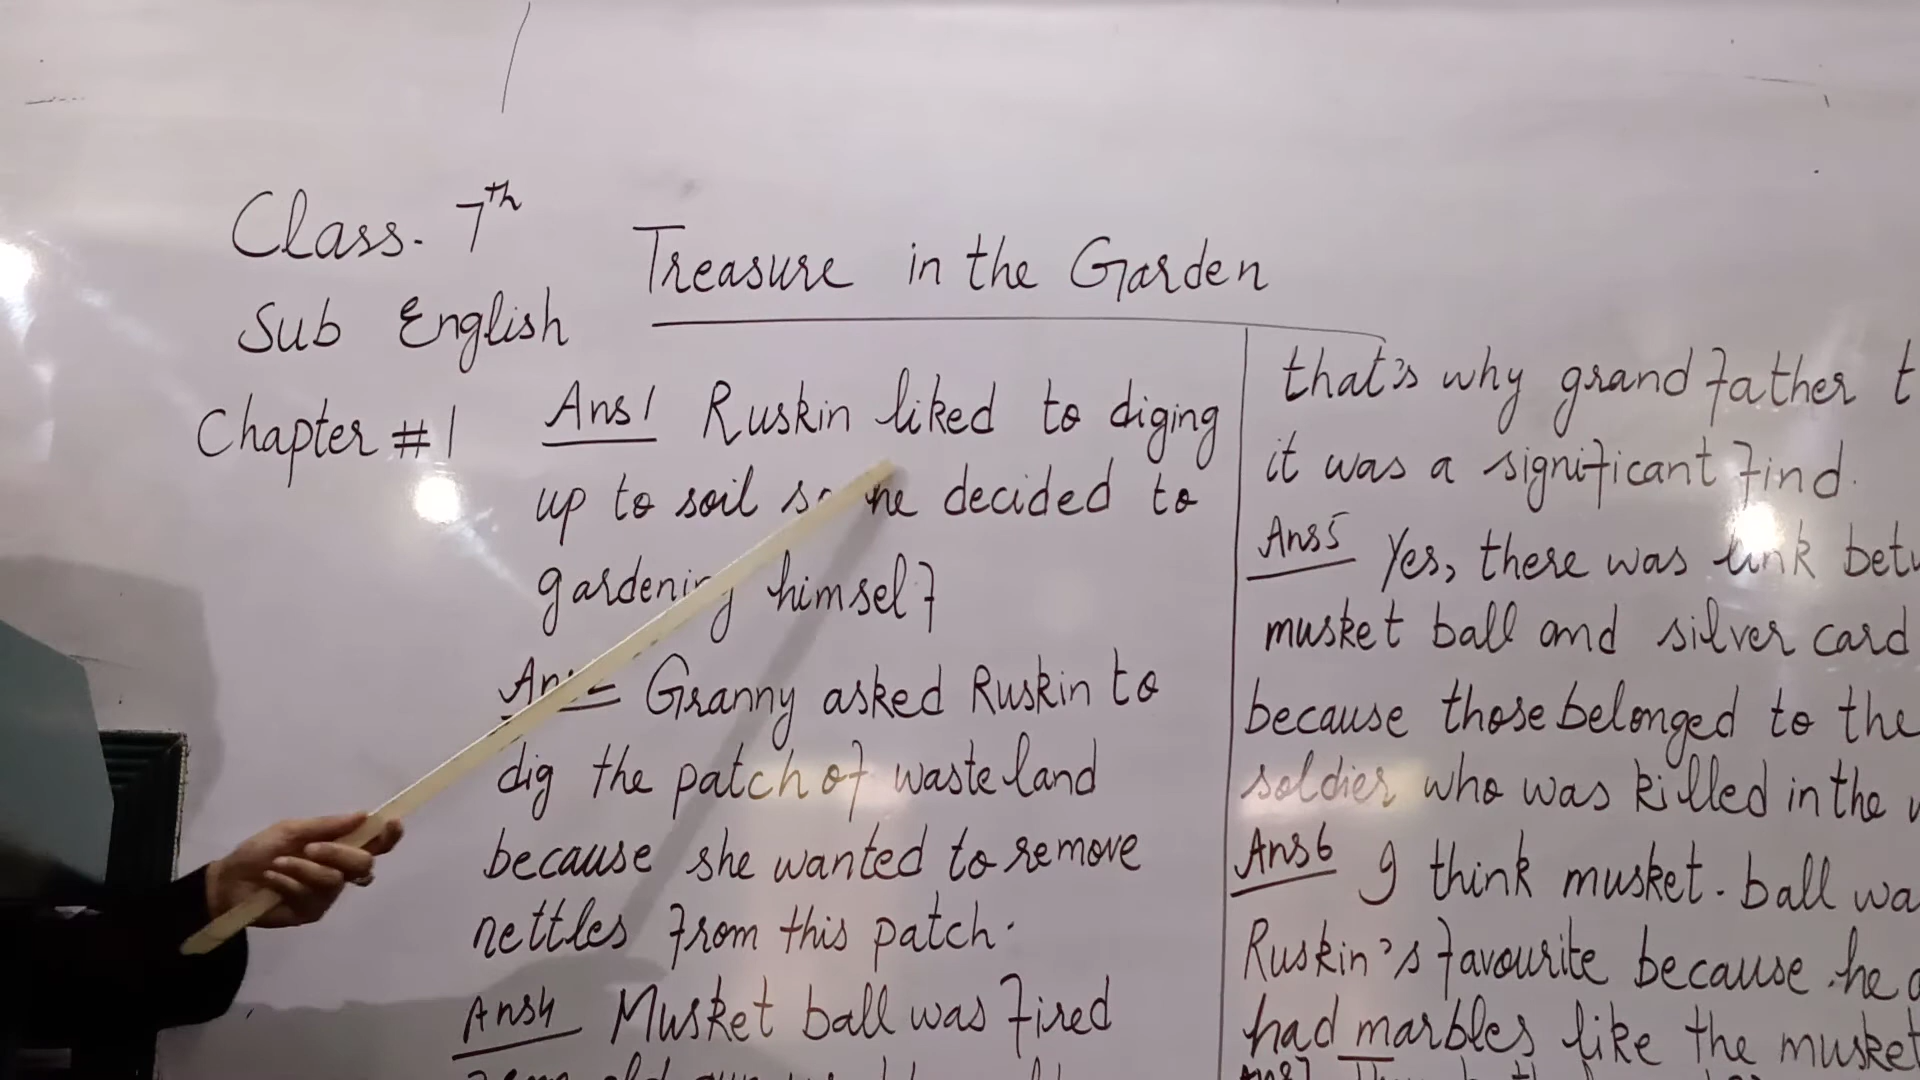 Class. 7th
Sub English
Chapter #1
Treasure in the Garden
Ans1 Ruskin liked to diging
up to soil so he decided to
gardening himself
Ans2 Granny asked Ruskin to
dig the patch of waste land
because she wanted to remove
nettles from this patch.
Ans4 Musket ball was fired
that's why grandfather
it was a significant find.
Ans5 Yes, there was link
musket ball and silver card
because those belonged to the
soldier who was killed in the
Ans6 I think musket. ball
Ruskin's favourite because he
had marbles like the musket